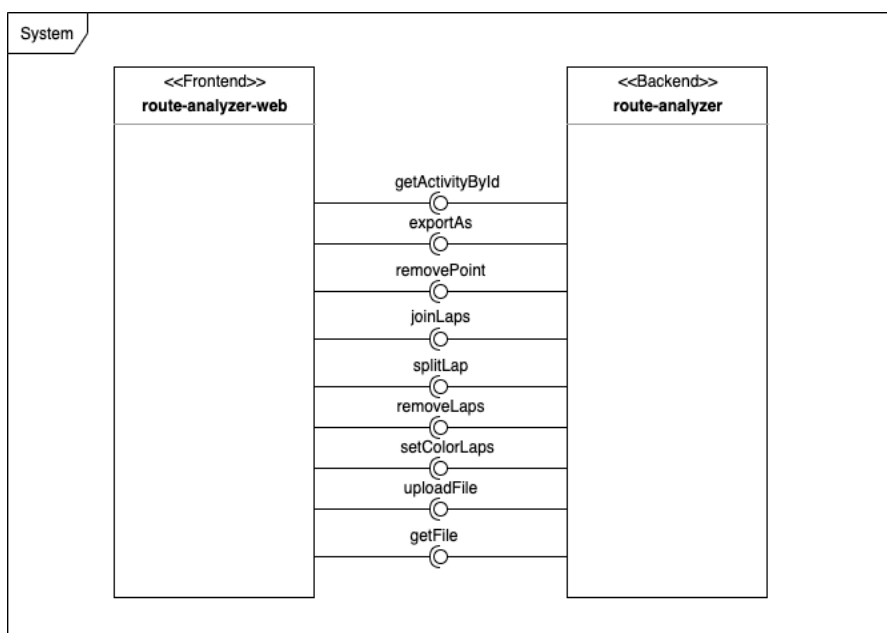 System
<<Frontend>>
route-analyzer-web
<<Backend>>
route-analyzer
getActivityById
exportAs
removePoint
joinLaps
splitLap
removeLaps
setColorLaps
uploadFile
getFile